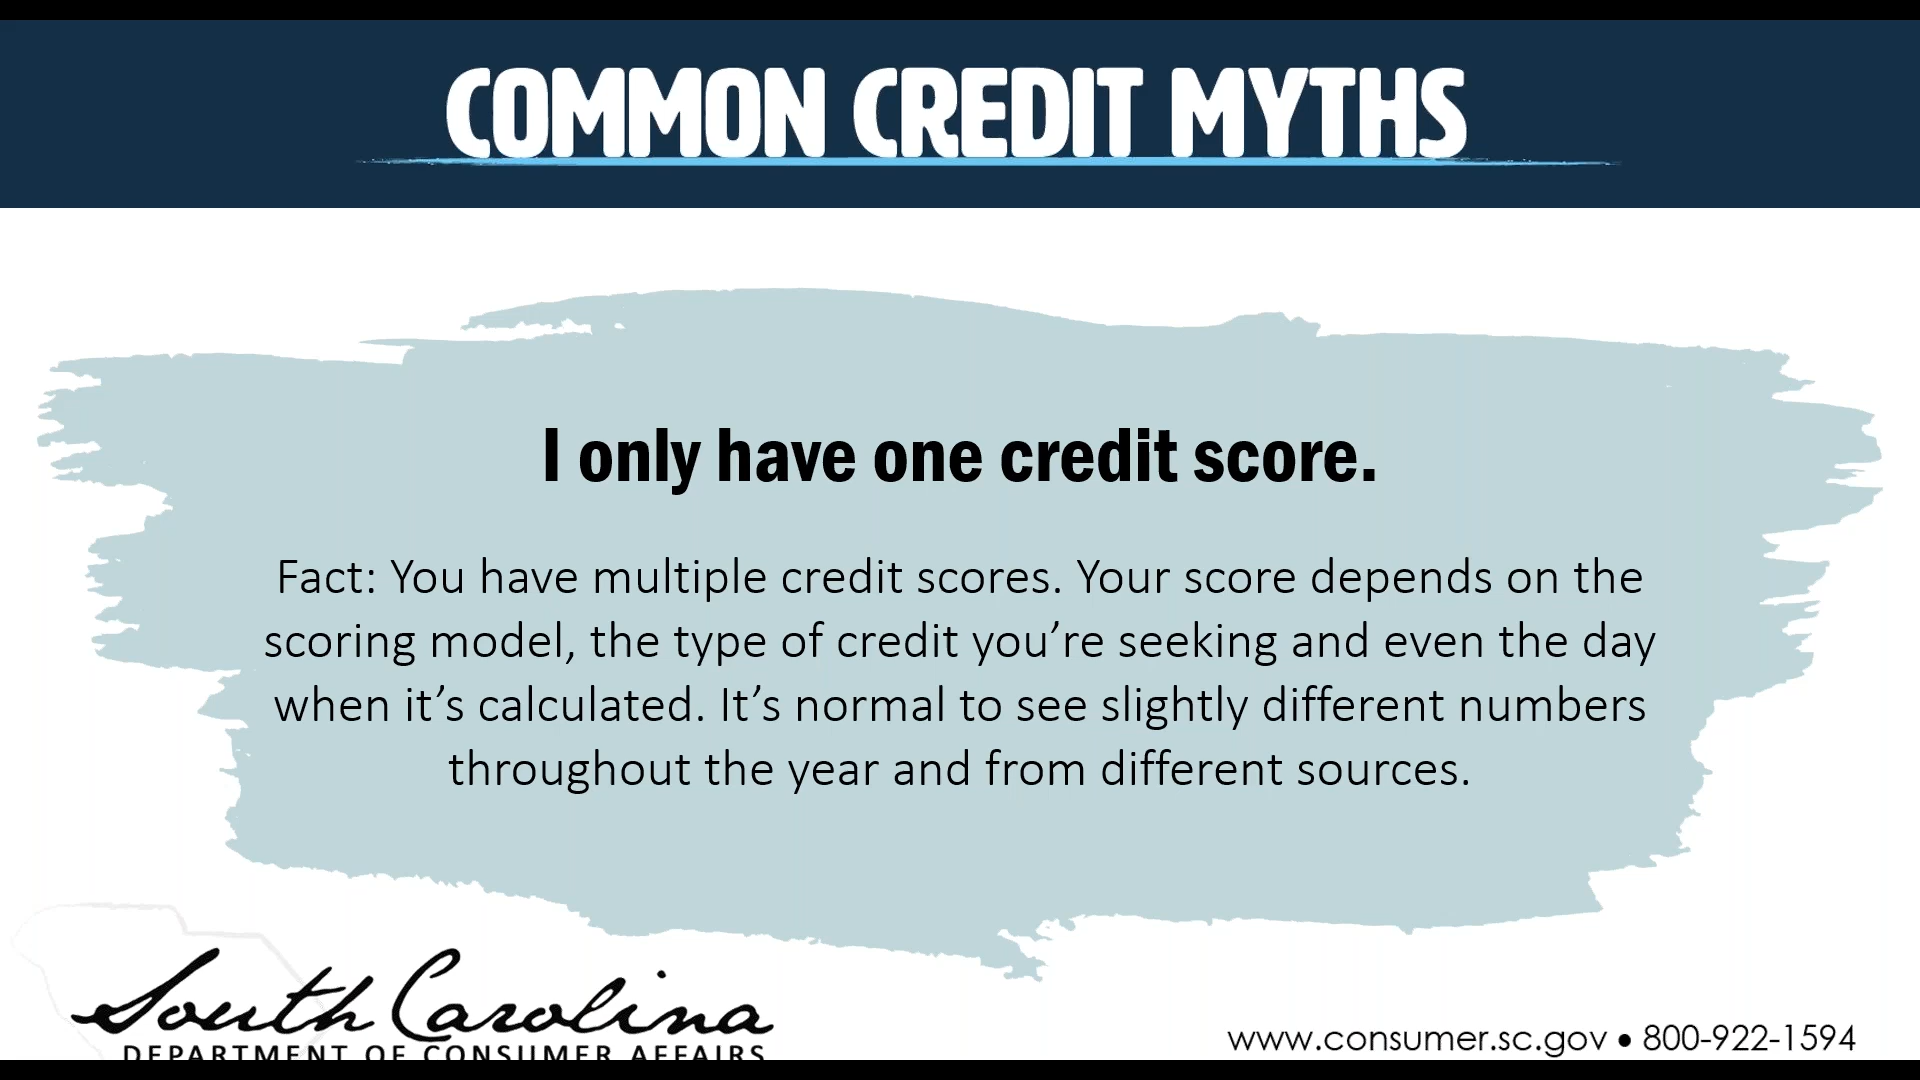 COMMON CREDIT MYTHS
I only have one credit score.
Fact: You have multiple credit scores. Your score depends on the
scoring model, the type of credit you’re seeking and even the day
when it’s calculated. It’s normal to see slightly different numbers
throughout the year and from different sources.
South Carolina
DEPARTMENT OF CONSUMER AFFAIRS
www.consumer.sc.gov • 800-922-1594